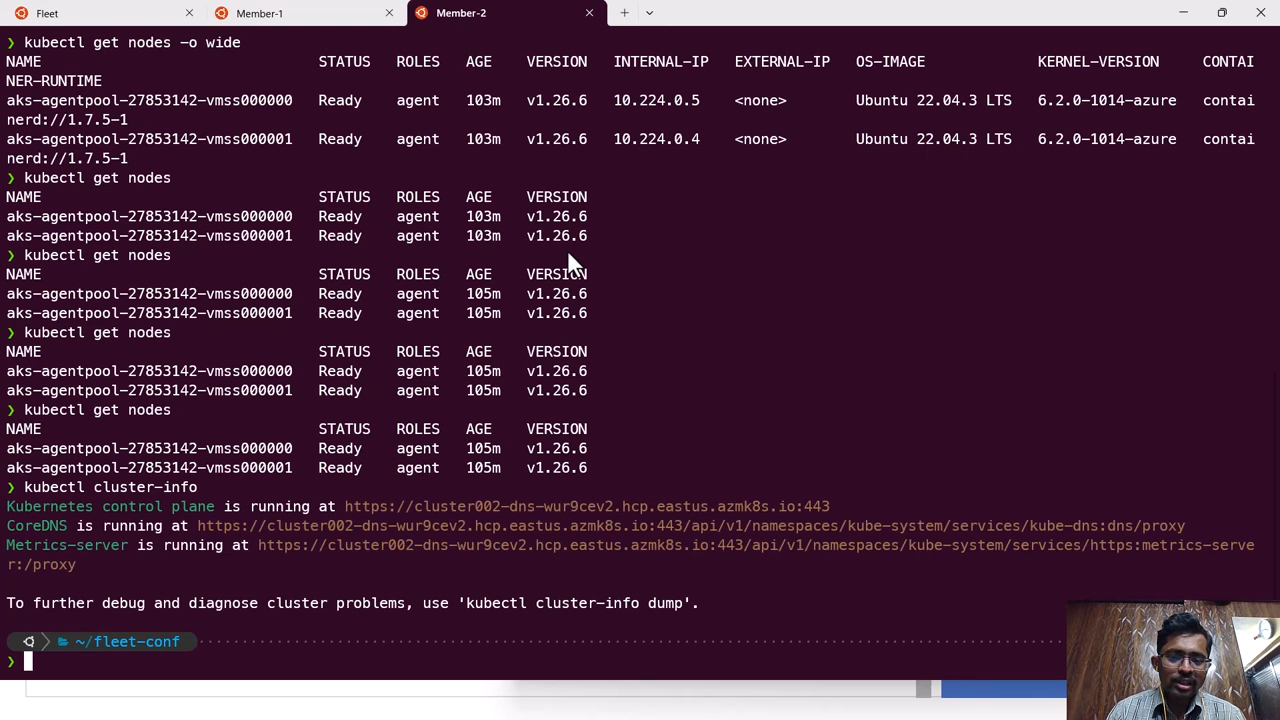 Fleet
Member-1
Member-2
❯ kubectl get nodes -o wide
NAME STATUS ROLES AGE VERSION INTERNAL-IP EXTERNAL-IP OS-IMAGE KERNEL-VERSION CONTAI
NER-RUNTIME
aks-agentpool-27853142-vmss000000 Ready agent 103m v1.26.6 10.224.0.5 <none> Ubuntu 22.04.3 LTS 6.2.0-1014-azure contai
nerd://1.7.5-1
aks-agentpool-27853142-vmss000001 Ready agent 103m v1.26.6 10.224.0.4 <none> Ubuntu 22.04.3 LTS 6.2.0-1014-azure contai
nerd://1.7.5-1
❯ kubectl get nodes
NAME STATUS ROLES AGE VERSION
aks-agentpool-27853142-vmss000000 Ready agent 103m v1.26.6
aks-agentpool-27853142-vmss000001 Ready agent 103m v1.26.6
❯ kubectl get nodes
NAME STATUS ROLES AGE VERSION
aks-agentpool-27853142-vmss000000 Ready agent 105m v1.26.6
aks-agentpool-27853142-vmss000001 Ready agent 105m v1.26.6
❯ kubectl get nodes
NAME STATUS ROLES AGE VERSION
aks-agentpool-27853142-vmss000000 Ready agent 105m v1.26.6
aks-agentpool-27853142-vmss000001 Ready agent 105m v1.26.6
❯ kubectl get nodes
NAME STATUS ROLES AGE VERSION
aks-agentpool-27853142-vmss000000 Ready agent 105m v1.26.6
aks-agentpool-27853142-vmss000001 Ready agent 105m v1.26.6
❯ kubectl cluster-info
Kubernetes control plane is running at https://cluster002-dns-wur9cev2.hcp.eastus.azmk8s.io:443
CoreDNS is running at https://cluster002-dns-wur9cev2.hcp.eastus.azmk8s.io:443/api/v1/namespaces/kube-system/services/kube-dns:dns/proxy
Metrics-server is running at https://cluster002-dns-wur9cev2.hcp.eastus.azmk8s.io:443/api/v1/namespaces/kube-system/services/https:metrics-serve
r:/proxy
To further debug and diagnose cluster problems, use 'kubectl cluster-info dump'.
~/fleet-conf
❯